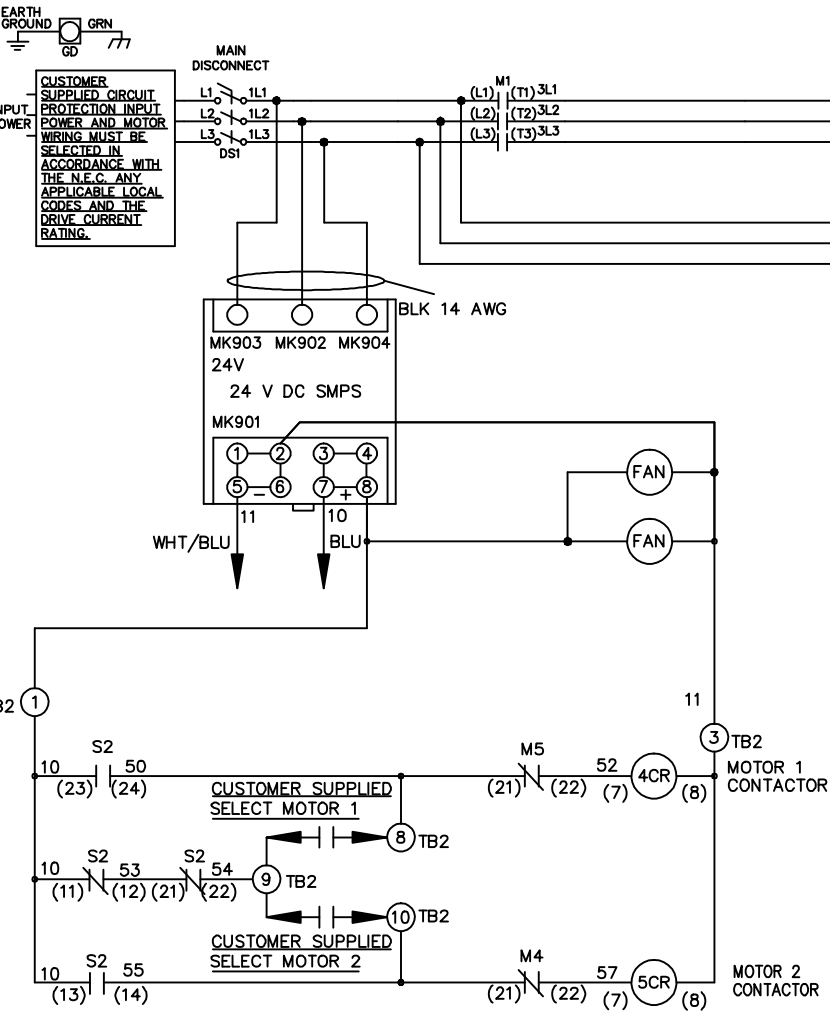 EARTH
GROUND
GRN
GD
MAIN
DISCONNECT
CUSTOMER
SUPPLIED CIRCUIT
PROTECTION INPUT
POWER AND MOTOR
WIRING MUST BE
SELECTED IN
ACCORDANCE WITH
THE N.E.C. ANY
APPLICABLE LOCAL
CODES AND THE
DRIVE CURRENT
RATING.
NPUT
OWER
L1 1L1
L2 1L2
L3 1L3
DS1
M1
(L1) (T1) 3L1
(L2) (T2) 3L2
(L3) (T3) 3L3
BLK 14 AWG
MK903 MK902 MK904
24V
24 V DC SMPS
MK901
1 2 3 4
5 - 6 7 + 8
11 10
WHT/BLU
BLU
FAN
FAN
B2 1
11
3 TB2
S2
10 50
(23) (24)
M5
(21) (22)
52
(7) 4CR (8)
MOTOR 1
CONTACTOR
CUSTOMER SUPPLIED
SELECT MOTOR 1
8 TB2
S2 S2
10 53 54
(11) (12) (21) (22)
9 TB2
10 TB2
CUSTOMER SUPPLIED
SELECT MOTOR 2
S2
10 55
(13) (14)
M4
(21) (22)
57
(7) 5CR (8)
MOTOR 2
CONTACTOR